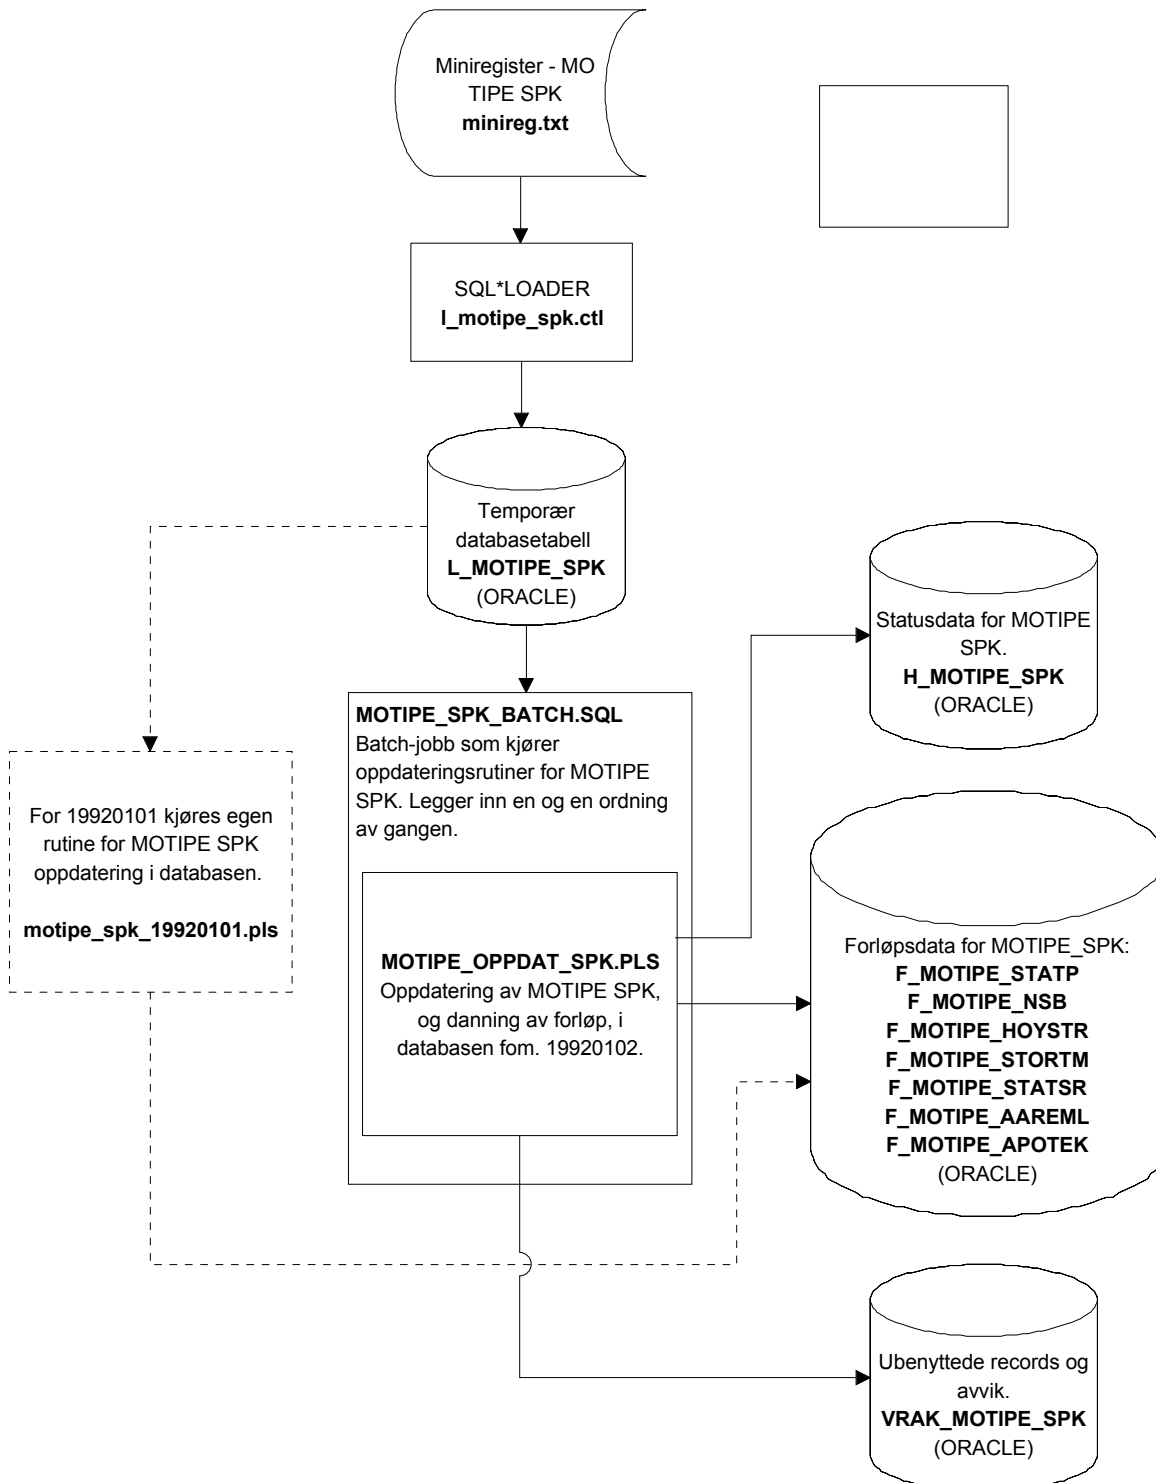 Miniregister - MO
TIPE SPK
minireg.txt
SQL*LOADER
l_motipe_spk.ctl
Temporær
databasetabell
L_MOTIPE_SPK
(ORACLE)
Statusdata for MOTIPE
SPK.
H_MOTIPE_SPK
(ORACLE)
MOTIPE_SPK_BATCH.SQL
Batch-jobb som kjører
oppdateringsrutiner for MOTIPE
SPK. Legger inn en og en ordning
av gangen.
For 19920101 kjøres egen
rutine for MOTIPE SPK
oppdatering i databasen.
motipe_spk_19920101.pls
MOTIPE_OPPDAT_SPK.PLS
Oppdatering av MOTIPE SPK,
og danning av forløp, i
databasen fom. 19920102.
Forløpsdata for MOTIPE_SPK:
F_MOTIPE_STATP
F_MOTIPE_NSB
F_MOTIPE_HOYSTR
F_MOTIPE_STORTM
F_MOTIPE_STATSR
F_MOTIPE_AAREML
F_MOTIPE_APOTEK
(ORACLE)
Ubenyttede records og
avvik.
VRAK_MOTIPE_SPK
(ORACLE)